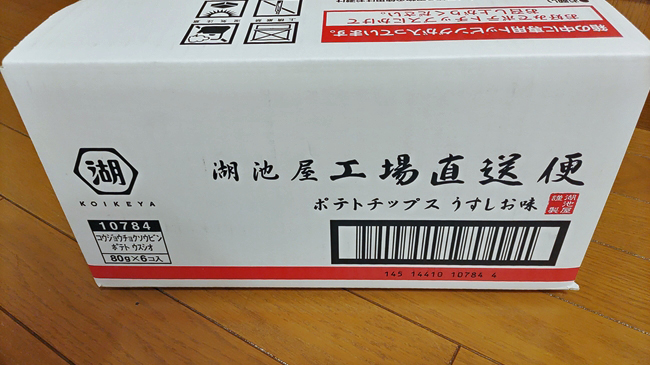 箱の中に専用トッピングが入っています。
お好みでポテトチップスにかけて
お召し上がりください。
湖
KOIKEYA
湖池屋 工場直送便
ポテトチップス うすしお味
湖池屋
謹製
10784
コウジョウチョクソウビン
ポテト ウスシオ
80g×6コ入
145 14410 10784 4